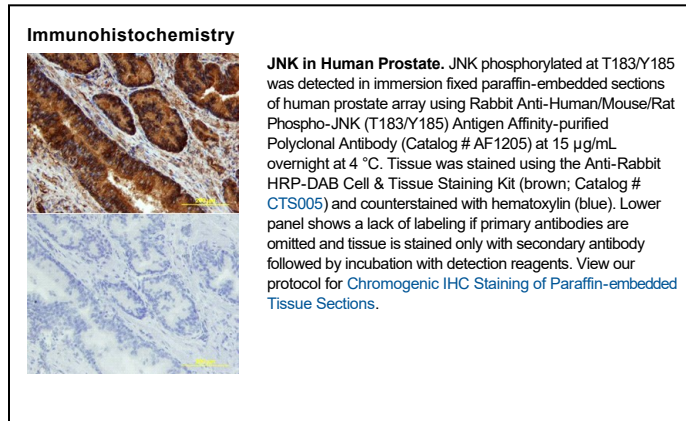 Immunohistochemistry
JNK in Human Prostate. JNK phosphorylated at T183/Y185
was detected in immersion fixed paraffin-embedded sections
of human prostate array using Rabbit Anti-Human/Mouse/Rat
Phospho-JNK (T183/Y185) Antigen Affinity-purified
Polyclonal Antibody (Catalog # AF1205) at 15 µg/mL
overnight at 4 °C. Tissue was stained using the Anti-Rabbit
HRP-DAB Cell & Tissue Staining Kit (brown; Catalog #
CTS005) and counterstained with hematoxylin (blue). Lower
panel shows a lack of labeling if primary antibodies are
omitted and tissue is stained only with secondary antibody
followed by incubation with detection reagents. View our
protocol for Chromogenic IHC Staining of Paraffin-embedded
Tissue Sections.